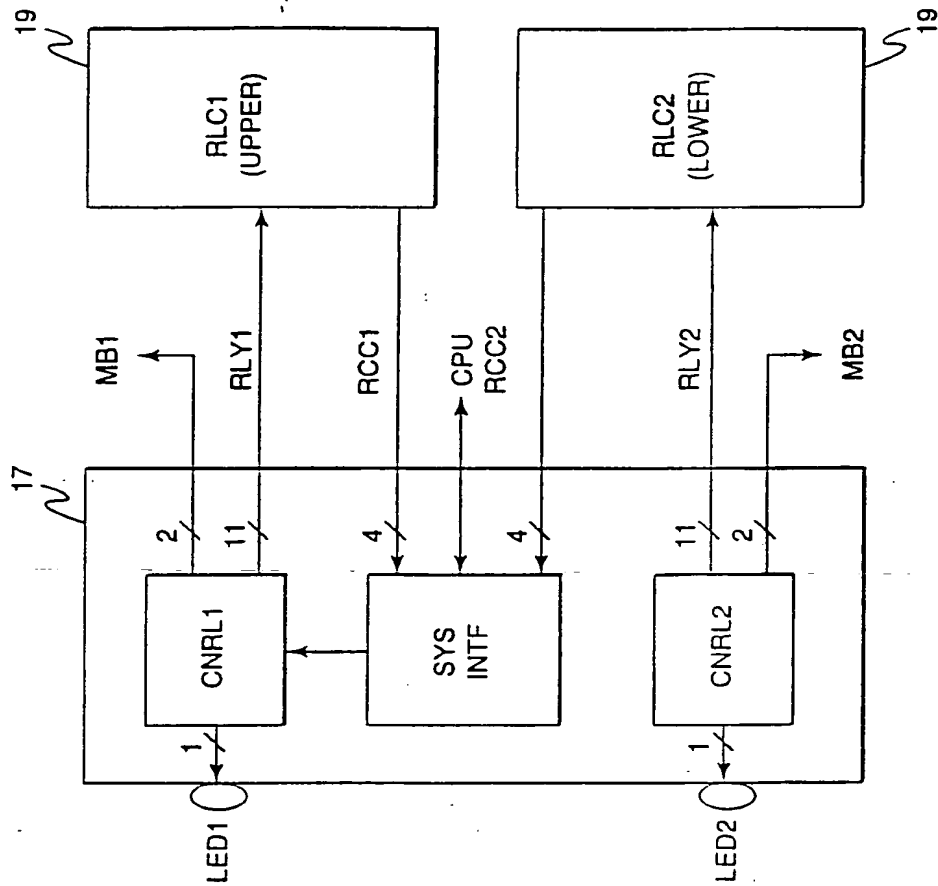 19
RLC1
(UPPER)
19
RLC2
(LOWER)
MB1
RLY1
RCC1
CPU
RCC2
RLY2
MB2
17
2
11
4
4
11
2
CNRL1
SYS
INTF
CNRL2
1
1
LED1
LED2